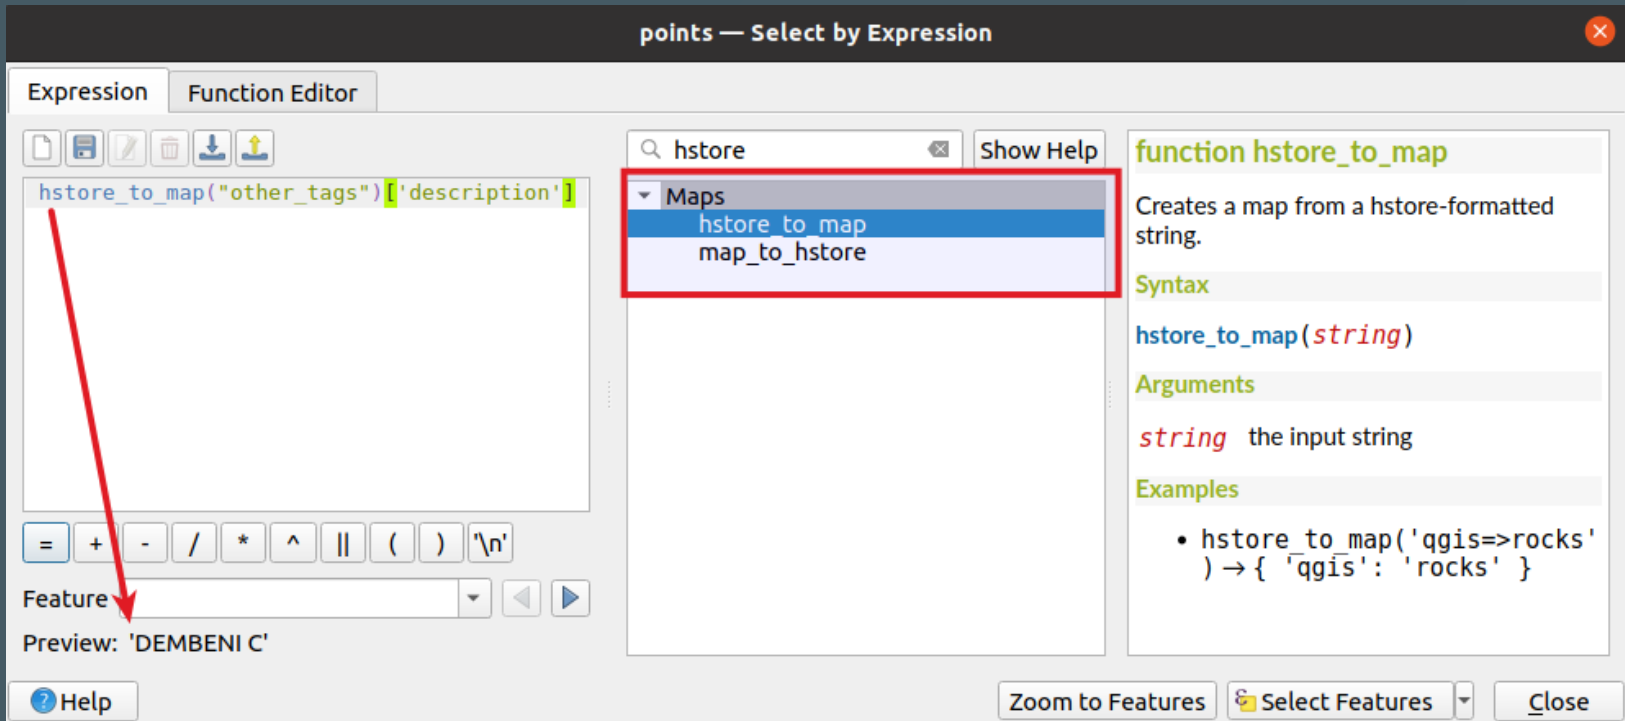 points — Select by Expression
Expression
Function Editor
hstore
Show Help
hstore_to_map("other_tags")['description']
Maps
hstore_to_map
map_to_hstore
function hstore_to_map
Creates a map from a hstore-formatted
string.
Syntax
hstore_to_map(string)
Arguments
string the input string
Examples
• hstore_to_map('qgis=>rocks'
) → { 'qgis': 'rocks' }
= + - / * ^ || ( ) '\n'
Feature
Preview: 'DEMBENI C'
Help
Zoom to Features
Select Features
Close